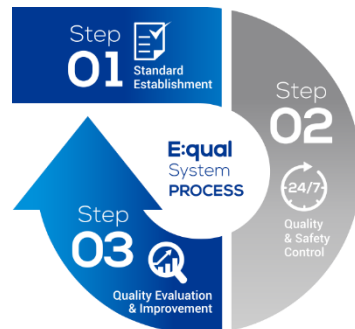 Step
01
Standard
Establishment
Step
02
24/7
Quality
& Safety
Control
E:qual
System
PROCESS
Step
03
Quality Evaluation
& Improvement